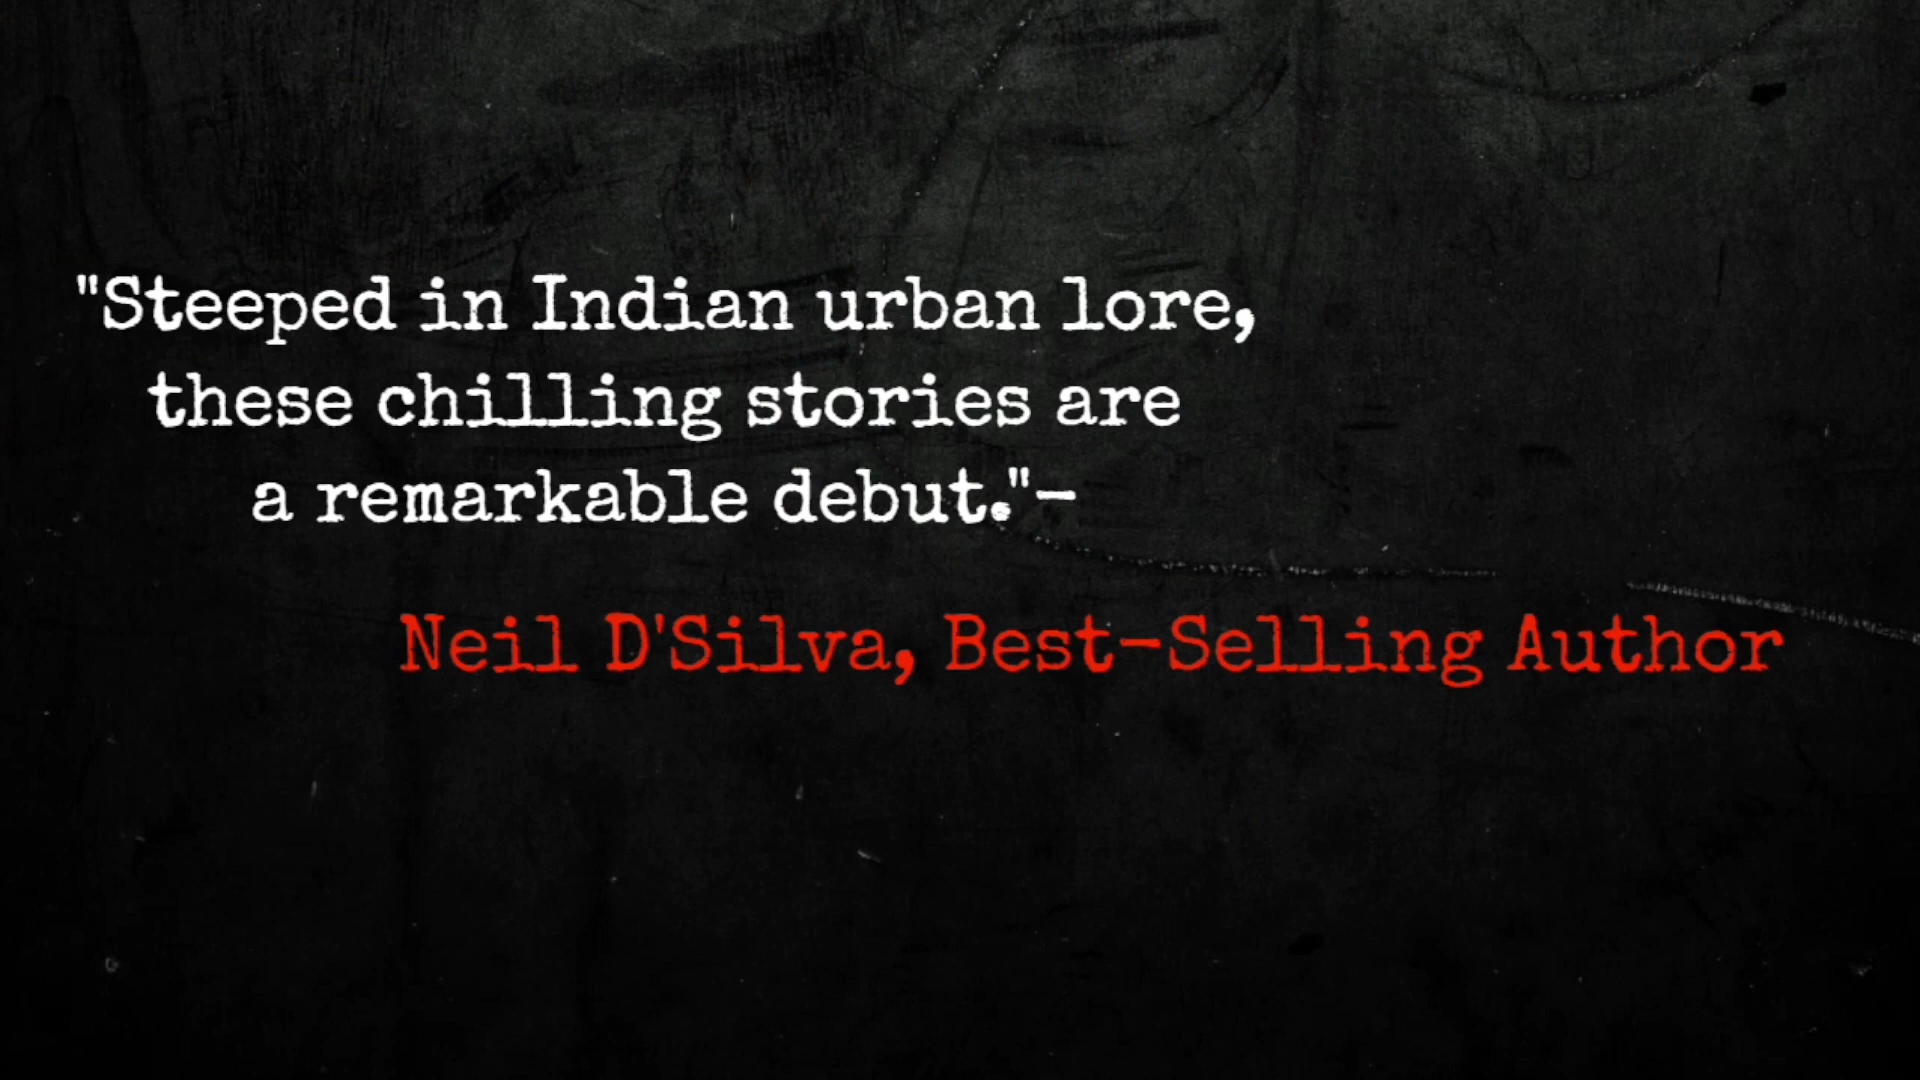 "Steeped in Indian urban lore,
these chilling stories are
a remarkable debut."-
Neil D'Silva, Best-Selling Author